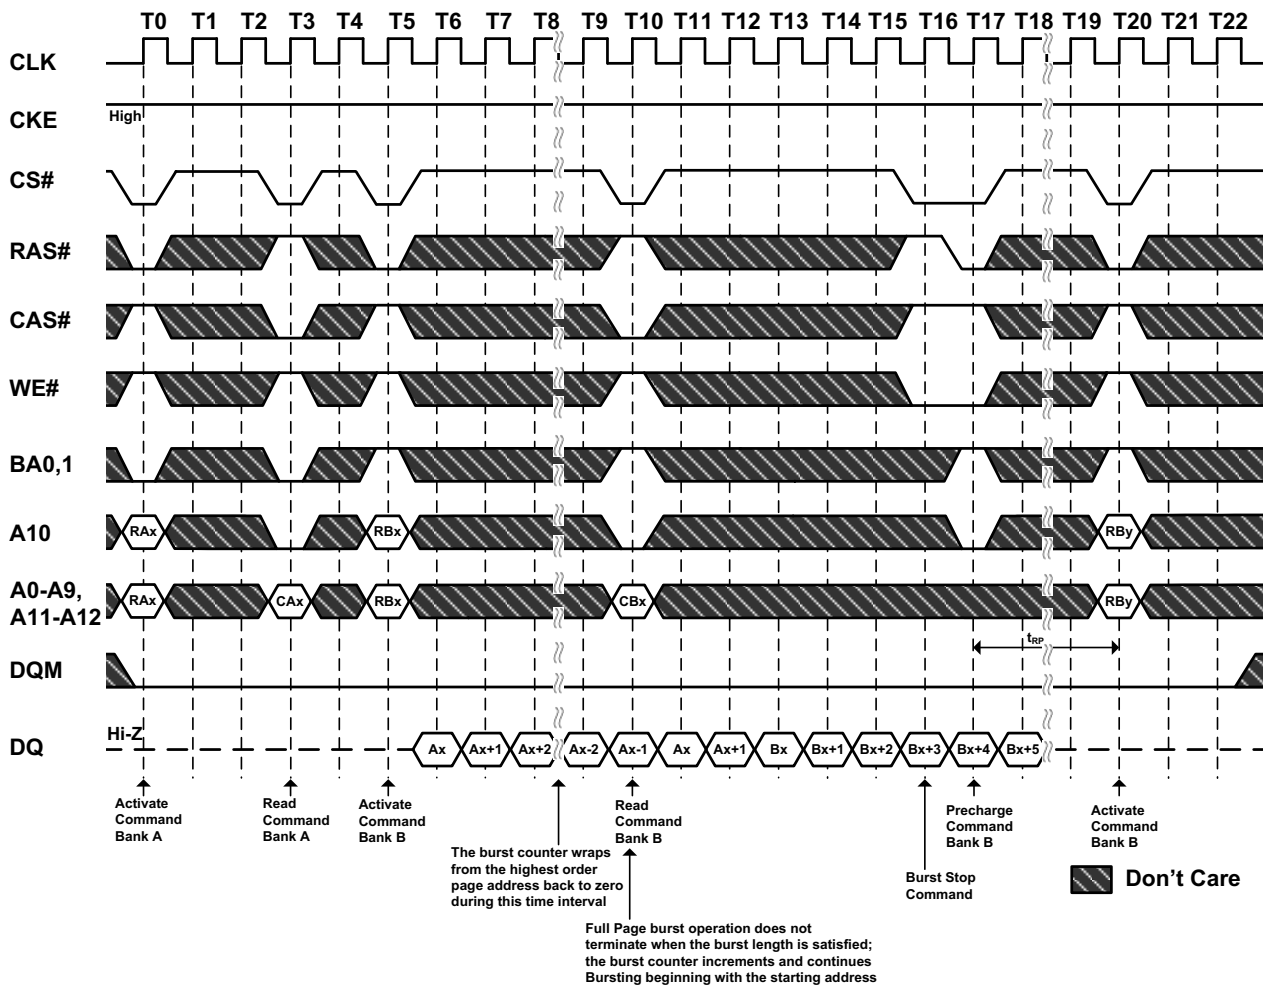 T0 T1 T2 T3 T4 T5 T6 T7 T8 T9 T10 T11 T12 T13 T14 T15 T16 T17 T18 T19 T20 T21 T22
CLK
CKE
High
CS#
RAS#
CAS#
WE#
BA0,1
A10
RAx RBx RBy
A0-A9,
A11-A12
RAx CAx RBx CBx RBy
tRP
DQM
DQ
Hi-Z
Ax Ax+1 Ax+2 Ax-2 Ax-1 Ax Ax+1 Bx Bx+1 Bx+2 Bx+3 Bx+4 Bx+5
Activate
Command
Bank A
Read
Command
Bank A
Activate
Command
Bank B
The burst counter wraps
from the highest order
page address back to zero
during this time interval
Read
Command
Bank B
Full Page burst operation does not
terminate when the burst length is satisfied;
the burst counter increments and continues
Bursting beginning with the starting address
Burst Stop
Command
Precharge
Command
Bank B
Activate
Command
Bank B
Don't Care